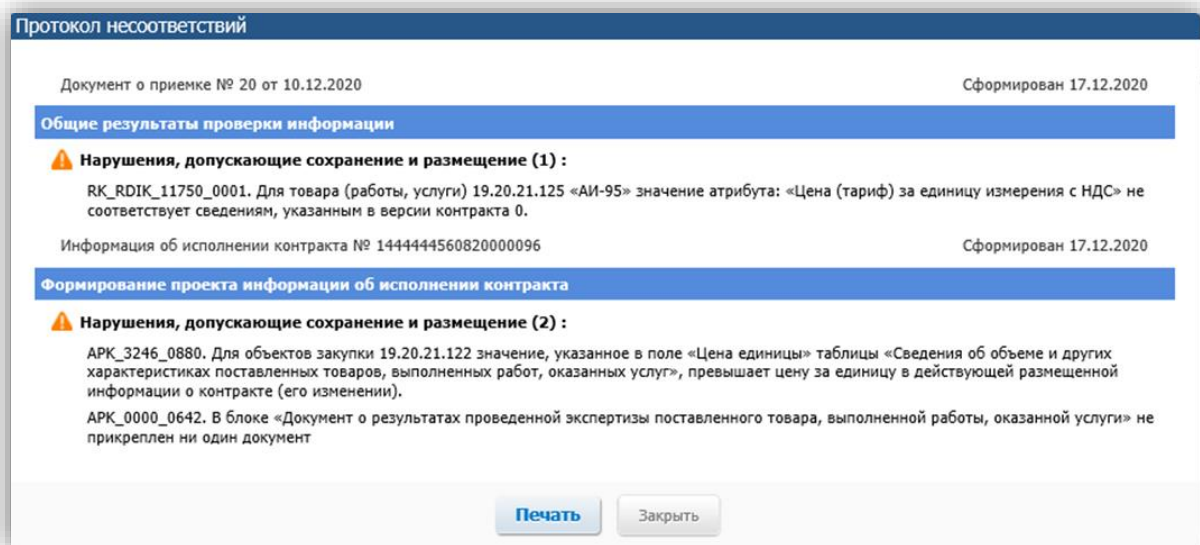 Протокол несоответствий
Документ о приемке № 20 от 10.12.2020
Сформирован 17.12.2020
Общие результаты проверки информации
Нарушения, допускающие сохранение и размещение (1) :
RK_RDIK_11750_0001. Для товара (работы, услуги) 19.20.21.125 «АИ-95» значение атрибута: «Цена (тариф) за единицу измерения с НДС» не
соответствует сведениям, указанным в версии контракта 0.
Информация об исполнении контракта № 1444444560820000096
Сформирован 17.12.2020
Формирование проекта информации об исполнении контракта
Нарушения, допускающие сохранение и размещение (2) :
APK_3246_0880. Для объектов закупки 19.20.21.122 значение, указанное в поле «Цена единицы» таблицы «Сведения об объеме и других
характеристиках поставленных товаров, выполненных работ, оказанных услуг», превышает цену за единицу в действующей размещенной
информации о контракте (его изменении).
APK_0000_0642. В блоке «Документ о результатах проведенной экспертизы поставленного товара, выполненной работы, оказанной услуги» не
прикреплен ни один документ
Печать
Закрыть